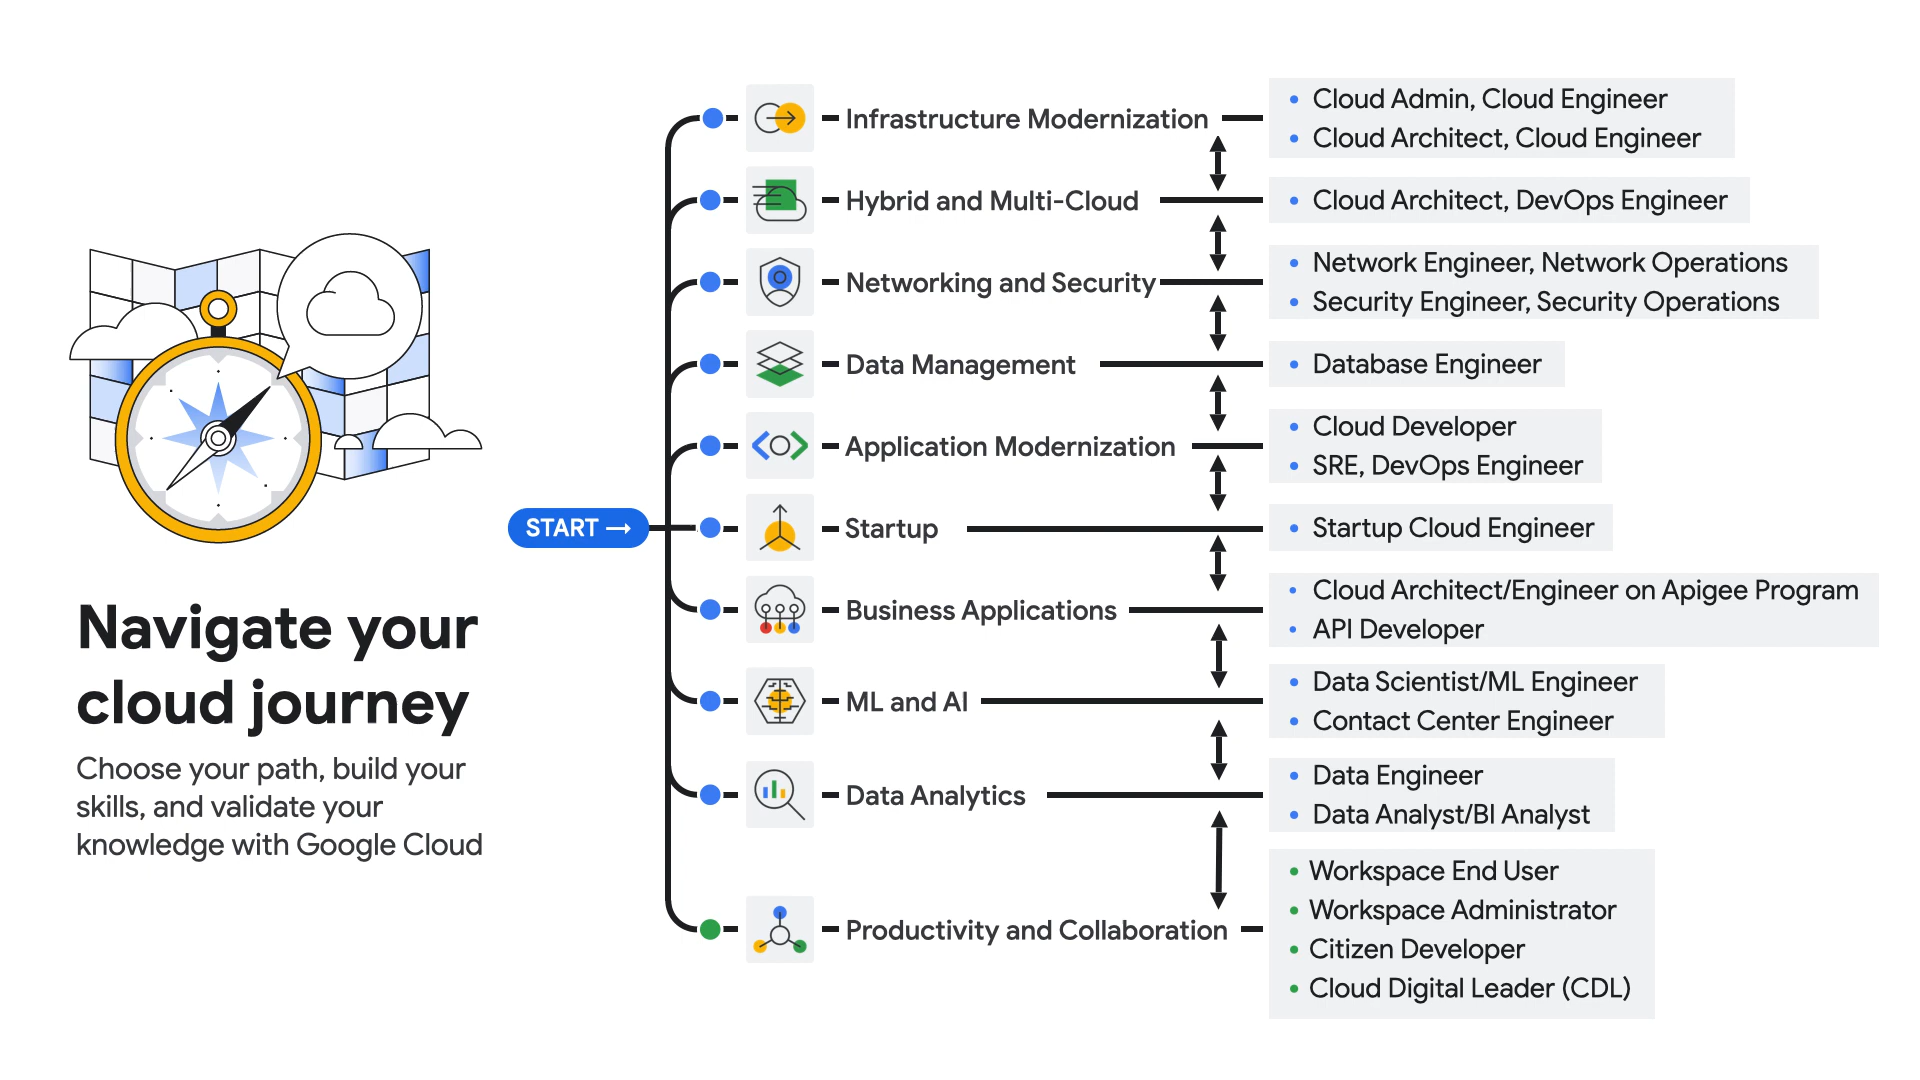 Navigate your
cloud journey
Choose your path, build your
skills, and validate your
knowledge with Google Cloud
START →
Infrastructure Modernization
Cloud Admin, Cloud Engineer
Cloud Architect, Cloud Engineer
Hybrid and Multi-Cloud
Cloud Architect, DevOps Engineer
Networking and Security
Network Engineer, Network Operations
Security Engineer, Security Operations
Data Management
Database Engineer
Application Modernization
Cloud Developer
SRE, DevOps Engineer
Startup
Startup Cloud Engineer
Business Applications
Cloud Architect/Engineer on Apigee Program
API Developer
ML and AI
Data Scientist/ML Engineer
Contact Center Engineer
Data Analytics
Data Engineer
Data Analyst/BI Analyst
Productivity and Collaboration
Workspace End User
Workspace Administrator
Citizen Developer
Cloud Digital Leader (CDL)